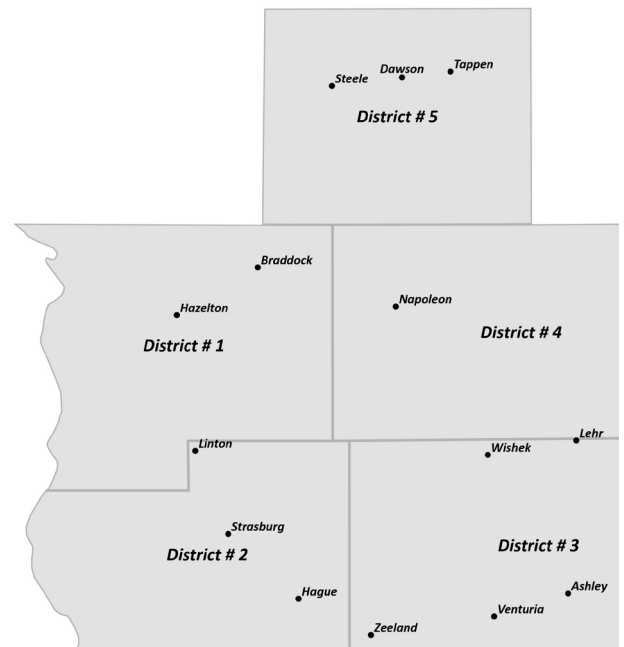 Steele
Dawson
Tappen
District # 5
Braddock
Hazelton
Napoleon
District # 1
District # 4
Linton
Lehr
Wishek
Strasburg
District # 2
District # 3
Hague
Ashley
Venturia
Zeeland